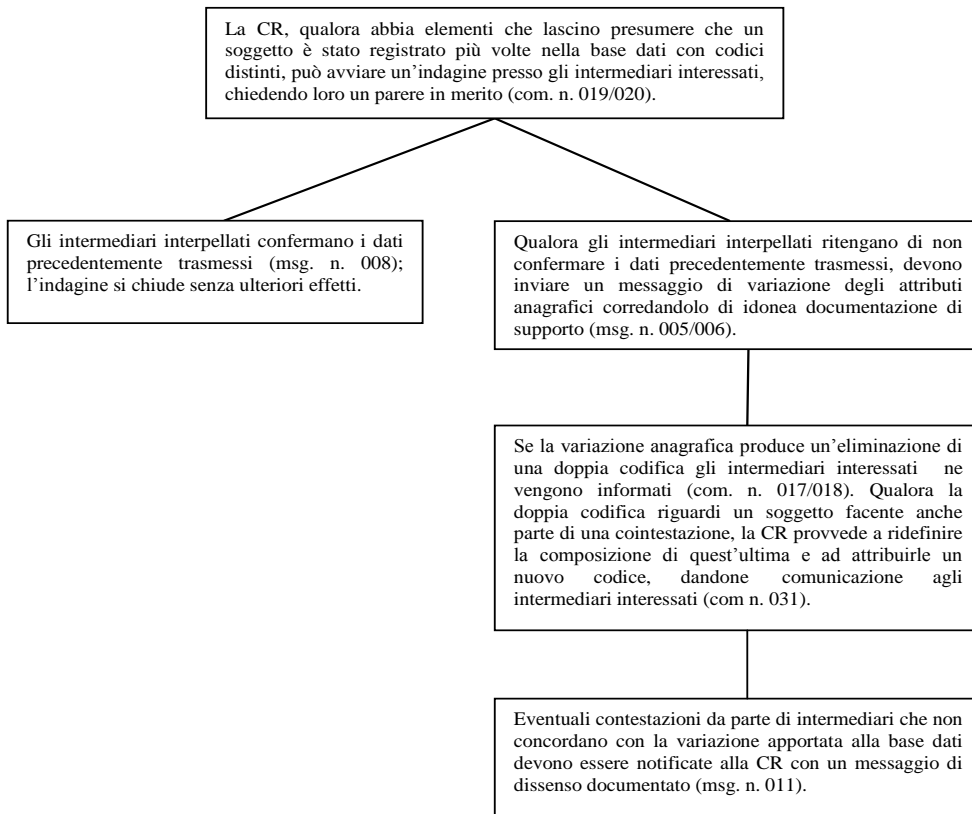 La CR, qualora abbia elementi che lascino presumere che un
soggetto è stato registrato più volte nella base dati con codici
distinti, può avviare un'indagine presso gli intermediari interessati,
chiedendo loro un parere in merito (com. n. 019/020).
Gli intermediari interpellati confermano i dati
precedentemente trasmessi (msg. n. 008);
l'indagine si chiude senza ulteriori effetti.
Qualora gli intermediari interpellati ritengano di non
confermare i dati precedentemente trasmessi, devono
inviare un messaggio di variazione degli attributi
anagrafici corredandolo di idonea documentazione di
supporto (msg. n. 005/006).
Se la variazione anagrafica produce un'eliminazione di
una doppia codifica gli intermediari interessati ne
vengono informati (com. n. 017/018). Qualora la
doppia codifica riguardi un soggetto facente anche
parte di una cointestazione, la CR provvede a ridefinire
la composizione di quest'ultima e ad attribuirle un
nuovo codice, dandone comunicazione agli
intermediari interessati (com n. 031).
Eventuali contestazioni da parte di intermediari che non
concordano con la variazione apportata alla base dati
devono essere notificate alla CR con un messaggio di
dissenso documentato (msg. n. 011).